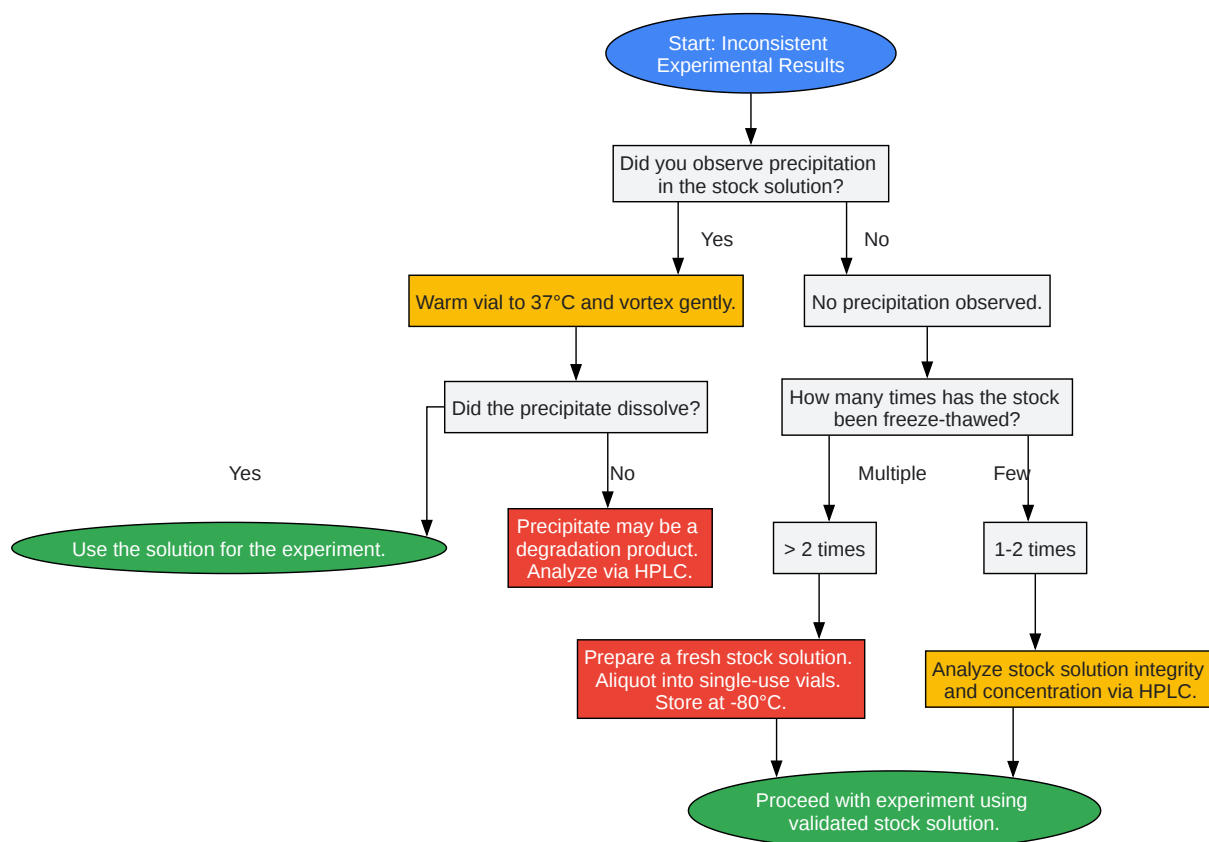 Start: Inconsistent
Experimental Results
Did you observe precipitation
in the stock solution?
Yes
No
Warm vial to 37°C and vortex gently.
No precipitation observed.
Did the precipitate dissolve?
How many times has the stock
been freeze-thawed?
Yes
No
Multiple
Few
Use the solution for the experiment.
Precipitate may be a
degradation product.
Analyze via HPLC.
> 2 times
1-2 times
Prepare a fresh stock solution.
Aliquot into single-use vials.
Store at -80°C.
Analyze stock solution integrity
and concentration via HPLC.
Proceed with experiment using
validated stock solution.